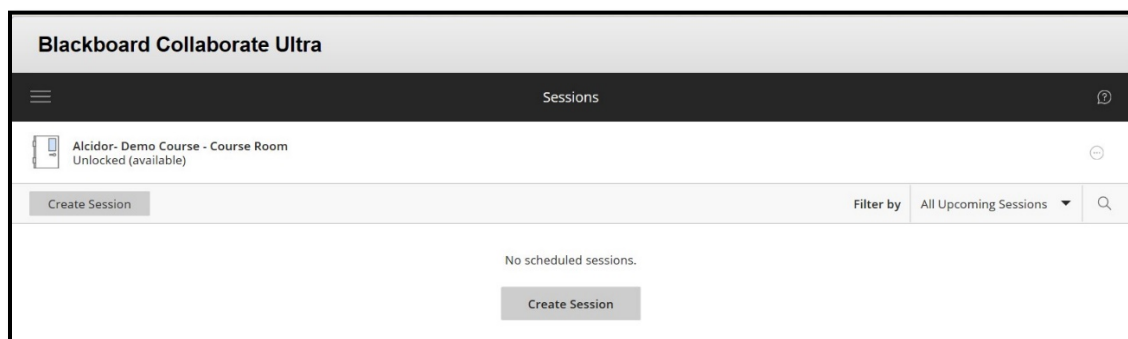 Blackboard Collaborate Ultra
Sessions
Alcidor- Demo Course - Course Room
Unlocked (available)
Create Session
Filter by
All Upcoming Sessions
No scheduled sessions.
Create Session